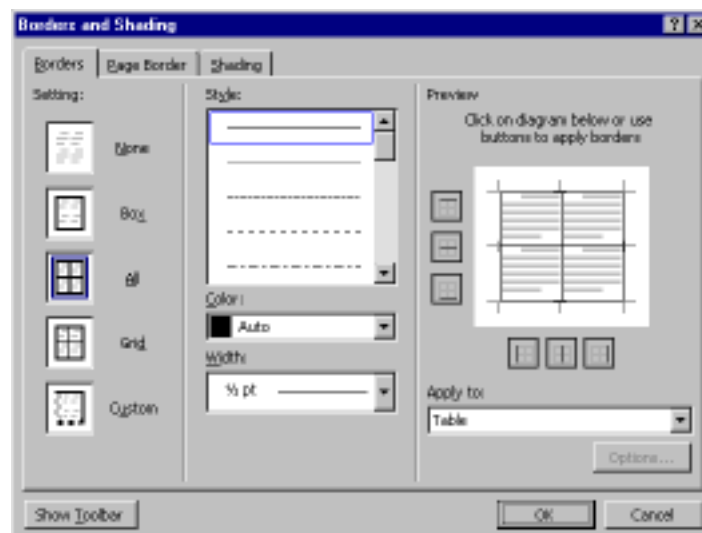 Borders and Shading
Borders
Page Border
Shading
Setting:
None
Box
All
Grid
Custom
Style:
Color:
Auto
Width:
½ pt
Preview
Click on diagram below or use
buttons to apply borders
Apply to:
Table
Options...
Show Toolbar
OK
Cancel